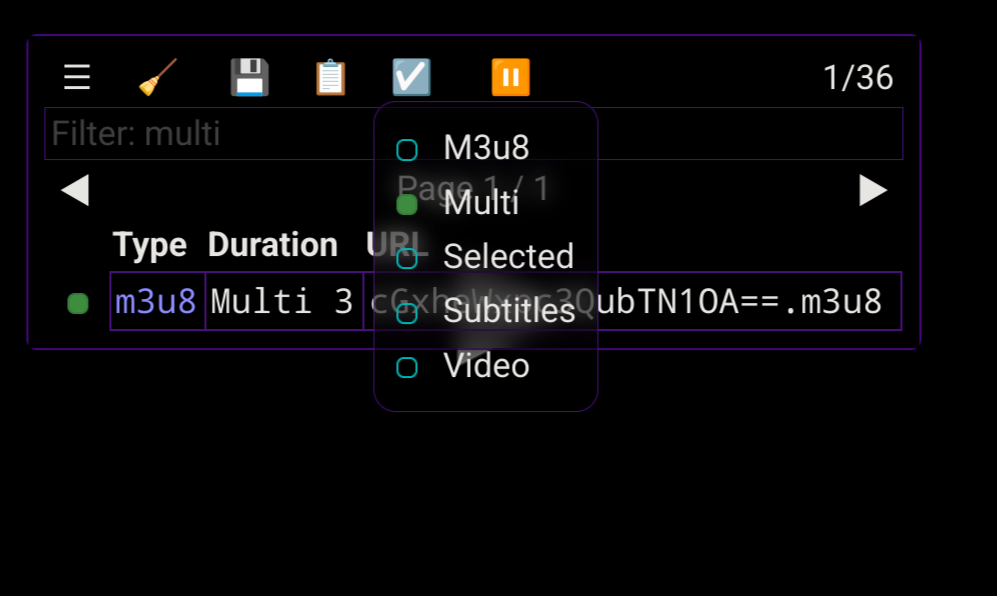 1/36
Filter: multi
M3u8
Page 1 / 1
Multi
Type Duration URL
Selected
m3u8 Multi 3 ubTN1OA==.m3u8
Subtitles
Video